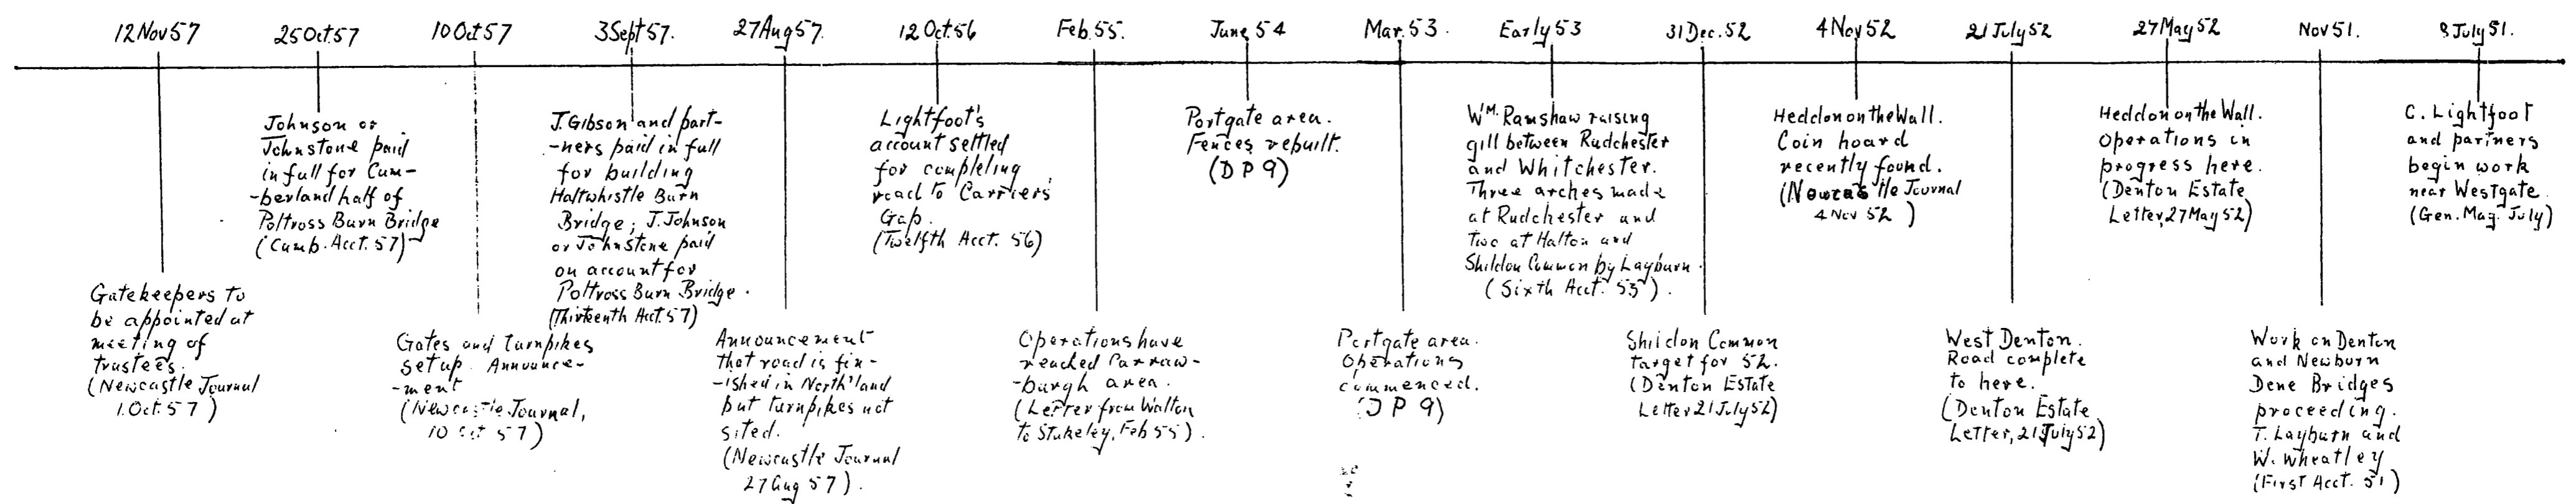 12 Nov 57
25 Oct. 57
10 Oct 57
3 Sept 57.
27 Aug 57.
12 Oct. 56
Feb. 55.
June 54
Mar. 53.
Early 53
31 Dec. 52
4 Nov 52
21 July 52
27 May 52
Nov 51.
8 July 51.
Gatekeepers to
be appointed at
meeting of
trustees.
(Newcastle Journal
1. Oct. 57)
Johnson or
Johnstone paid
in full for Cum-
-berland half of
Poltross Burn Bridge
(Cumb. Acct. 57)
Gates and turnpikes
set up. Announce-
-ment
(Newcastle Journal,
10 Oct 57)
J. Gibson and part-
-ners paid in full
for building
Haltwhistle Burn
Bridge; J. Johnson
or Johnstone paid
on account for
Poltross Burn Bridge.
(Thirteenth Acct. 57)
Announcement
that road is fin-
-ished in North'land
but turnpikes not
sited.
(Newcastle Journal
27 Aug 57).
Lightfoot's
account settled
for completing
road to Carriers
Gap.
(Twelfth Acct. 56)
Operations have
reached Carraw-
-burgh area.
(Letter from Walton
to Stukeley, Feb 55).
Portgate area.
Fences rebuilt.
(D P 9)
Portgate area.
Operations
commenced.
(D P 9)
Wm. Ramshaw raising
gill between Rudchester
and Whitchester.
Three arches made
at Rudchester and
two at Halton and
Shildon Common by Layburn.
(Sixth Acct. 53).
Shildon Common
target for 52.
(Denton Estate
Letter 21 July 52)
Heddon on the Wall.
Coin hoard
recently found.
(Newcastle Journal
4 Nov 52)
West Denton.
Road complete
to here.
(Denton Estate
Letter, 21 July 52)
Heddon on the Wall.
Operations in
progress here.
(Denton Estate
Letter, 27 May 52)
Work on Denton
and Newburn
Dene Bridges
proceeding.
T. Layburn and
W. Wheatley
(First Acct. 51)
C. Lightfoot
and partners
begin work
near Westgate.
(Gen. Mag. July)